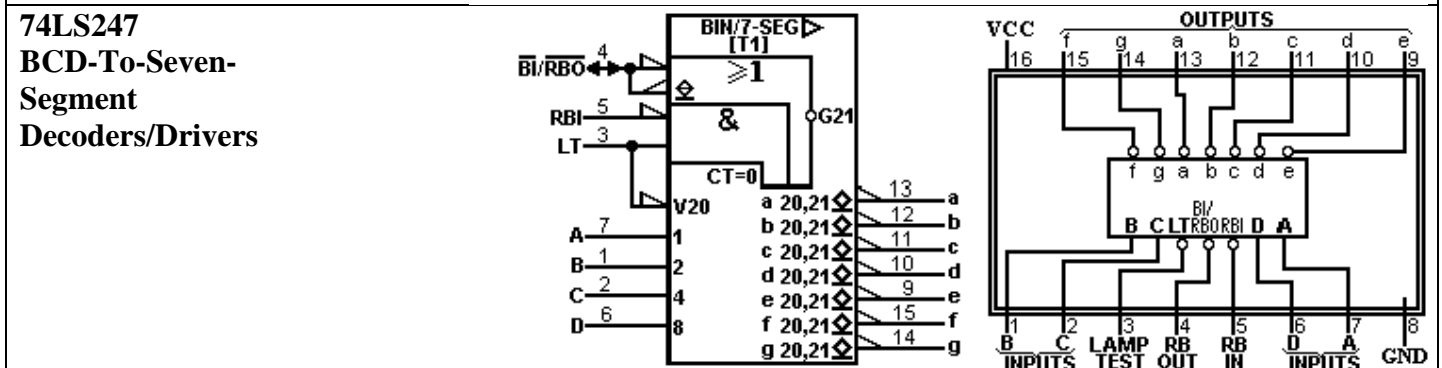 74LS247
BCD-To-Seven-
Segment
Decoders/Drivers
BIN/7-SEG
[T1]
≥1
BI/RBO 4
RBI 5
LT 3
&
G21
CT=0
V20
A 7 1
B 1 2
C 2 4
D 6 8
a 20,21 13 a
b 20,21 12 b
c 20,21 11 c
d 20,21 10 d
e 20,21 9 e
f 20,21 15 f
g 20,21 14 g
OUTPUTS
VCC f g a b c d e
16 15 14 13 12 11 10 9
f g a b c d e
BI/
B C LT RBO RBI D A
1 2 3 4 5 6 7 8
B C LAMP RB RB D A GND
INPUTS TEST OUT IN INPUTS